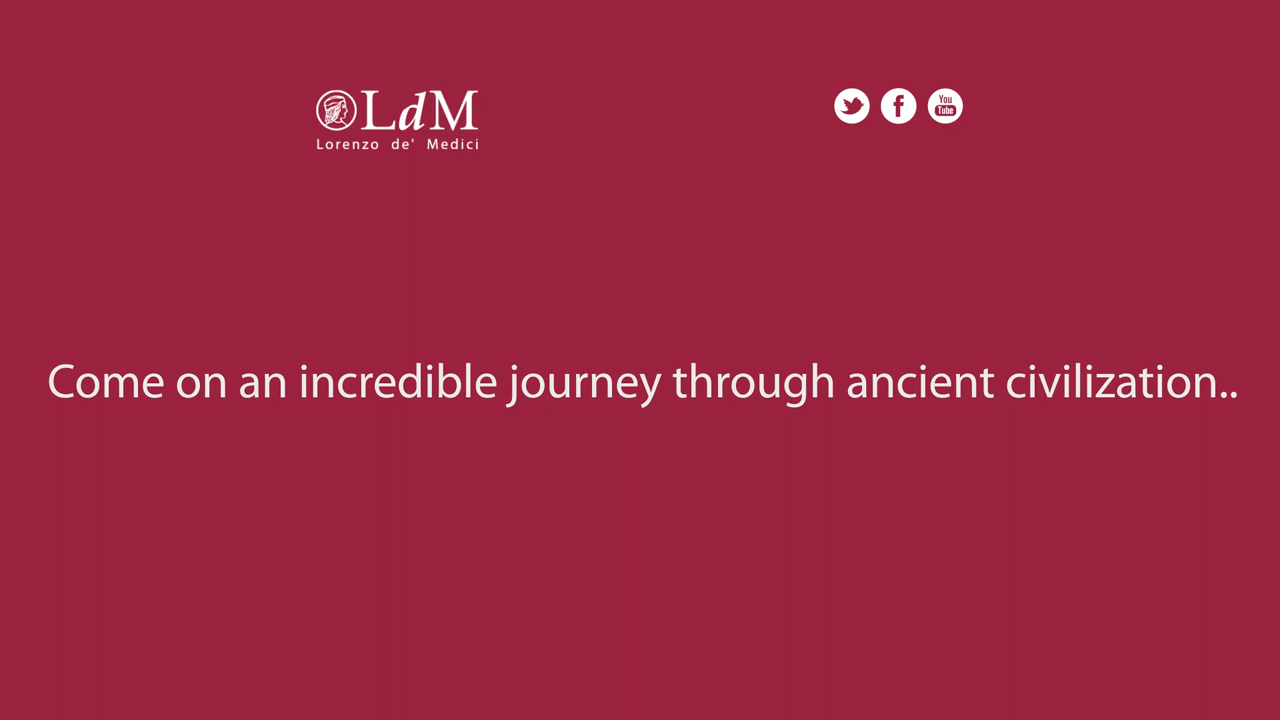 LdM
Lorenzo de' Medici
You
Tube
Come on an incredible journey through ancient civilization..